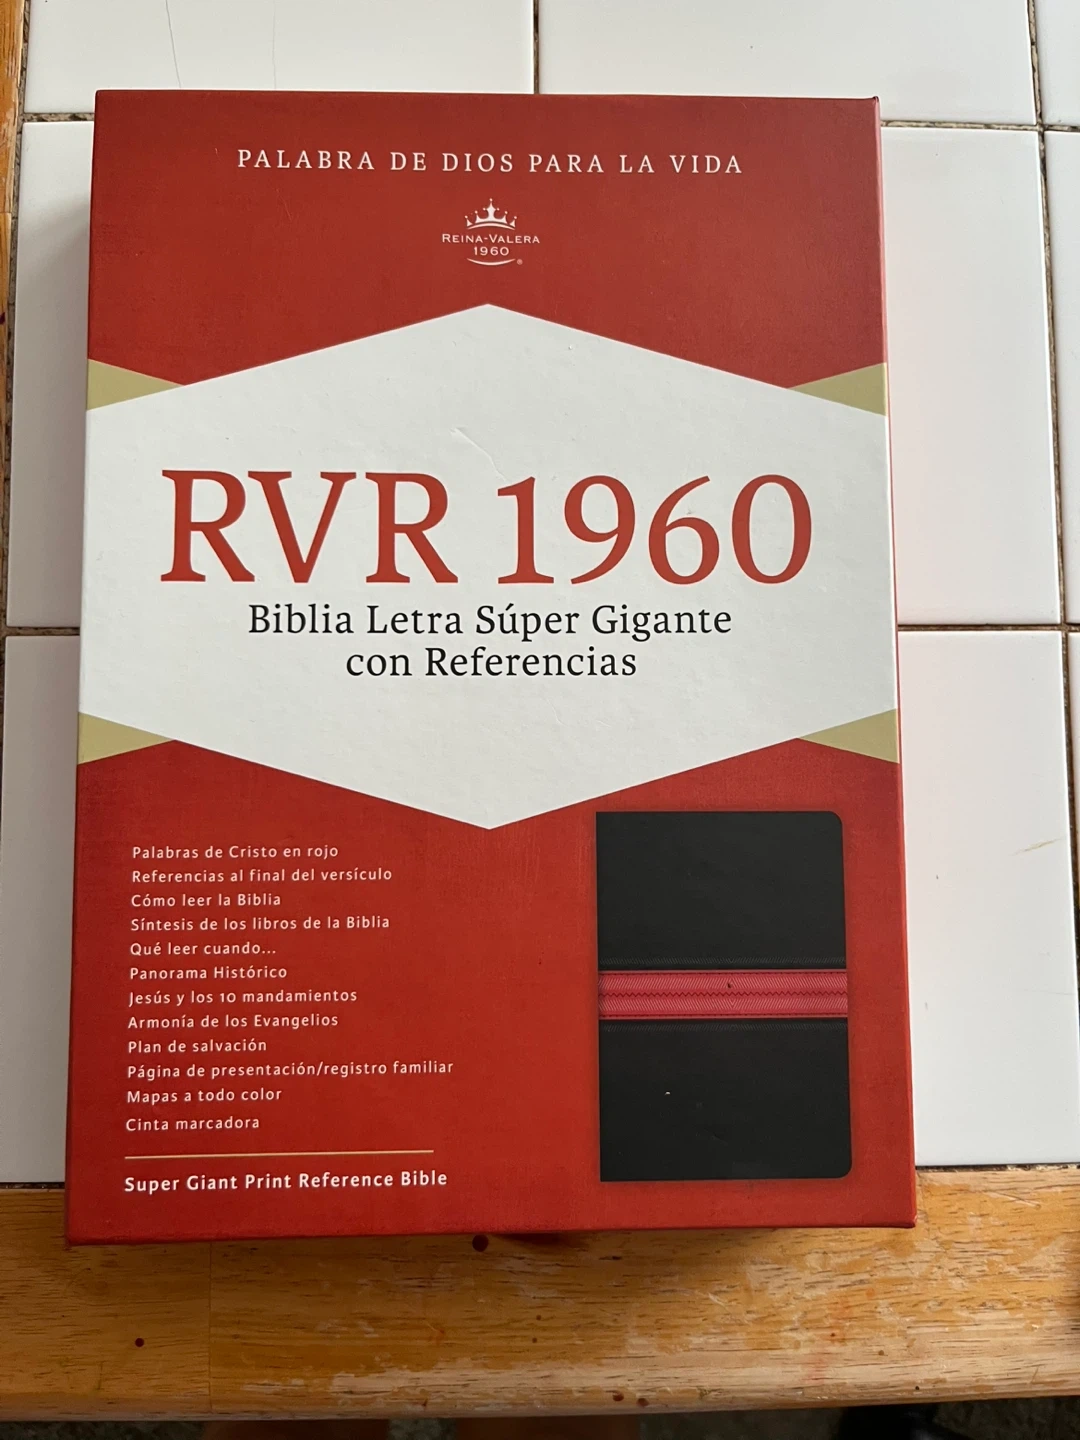 PALABRA DE DIOS PARA LA VIDA
REINA-VALERA
1960
®
RVR 1960
Biblia Letra Súper Gigante
con Referencias
Palabras de Cristo en rojo
Referencias al final del versículo
Cómo leer la Biblia
Síntesis de los libros de la Biblia
Qué leer cuando...
Panorama Histórico
Jesús y los 10 mandamientos
Armonía de los Evangelios
Plan de salvación
Página de presentación/registro familiar
Mapas a todo color
Cinta marcadora
Super Giant Print Reference Bible